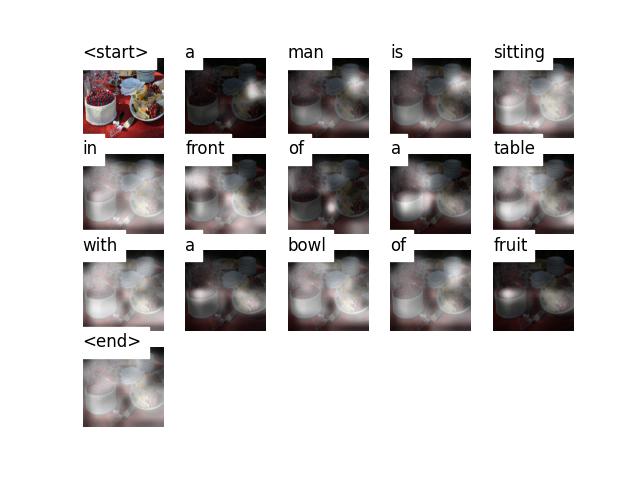 <start> a man is sitting
in front of a table
with a bowl of fruit
<end>